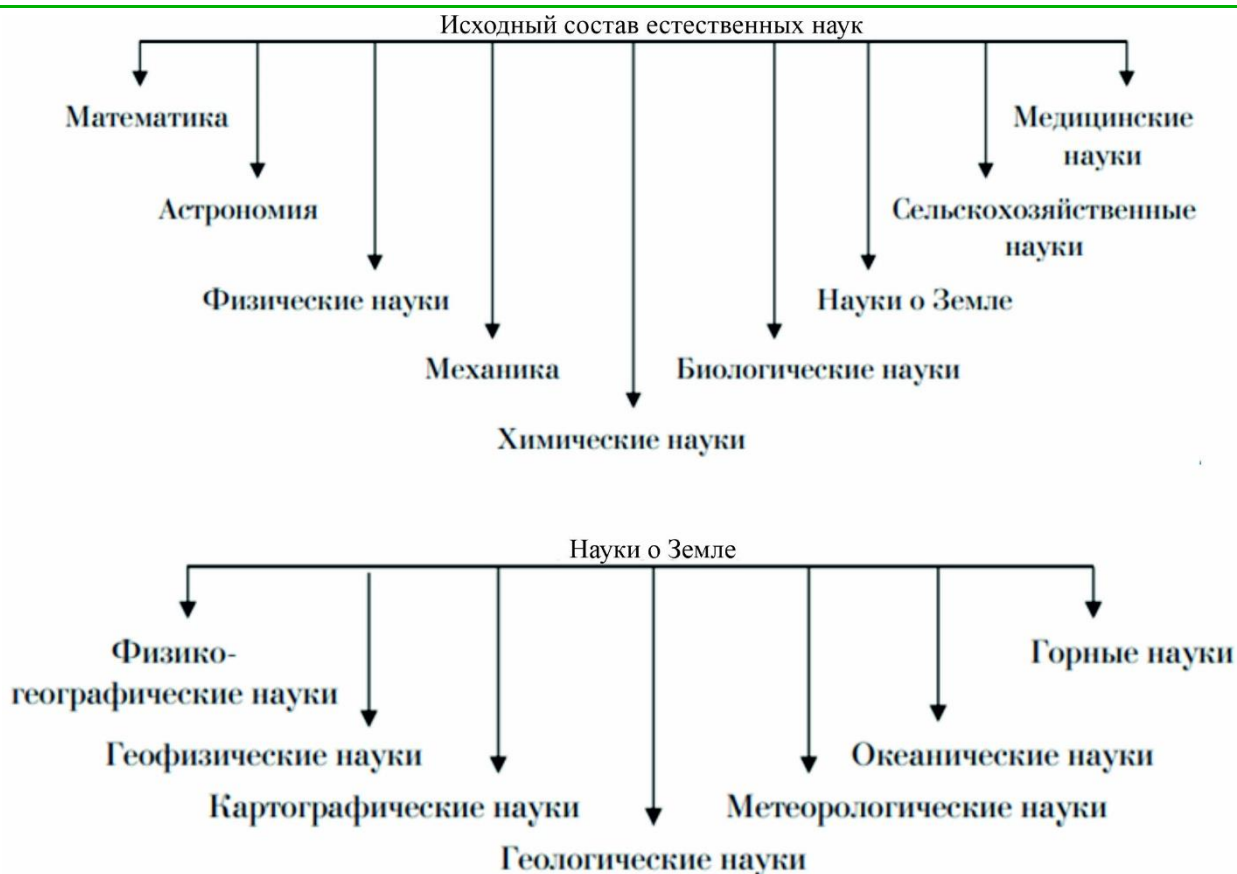 Исходный состав естественных наук
Математика
Медицинские
науки
Астрономия
Сельскохозяйственные
науки
Физические науки
Науки о Земле
Механика
Биологические науки
Химические науки
Науки о Земле
Физико-
географические науки
Горные науки
Геофизические науки
Океанические науки
Картографические науки
Метеорологические науки
Геологические науки